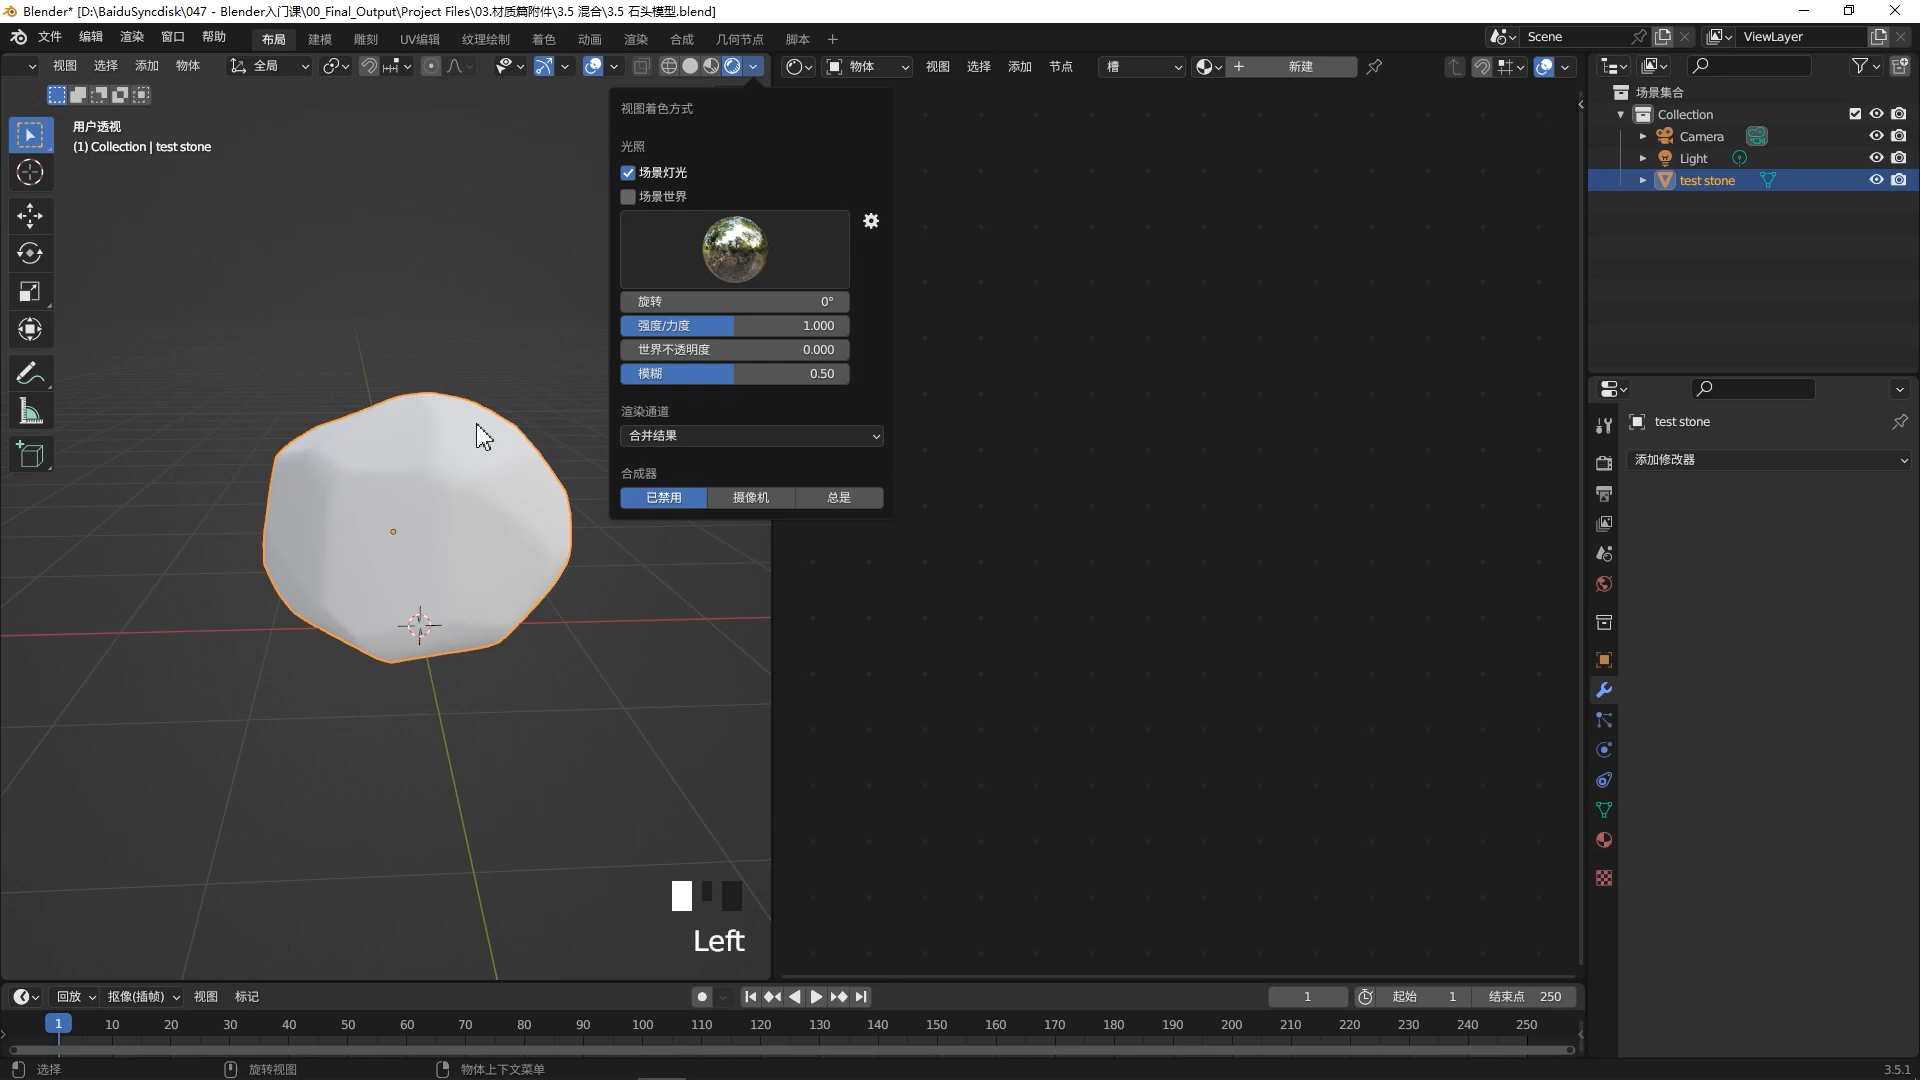 Blender* [D:\BaiduSyncdisk\047 - Blender入门课\00_Final_Output\Project Files\03.材质篇附件\3.5 混合\3.5 石头模型.blend]
文件 编辑 渲染 窗口 帮助 布局 建模 雕刻 UV编辑 纹理绘制 着色 动画 渲染 合成 几何节点 脚本 + Scene ViewLayer
视图 选择 添加 物体 全局 物体 视图 选择 添加 节点 槽 新建
用户透视
(1) Collection | test stone
视图着色方式
光照
场景灯光
场景世界
旋转 0°
强度/力度 1.000
世界不透明度 0.000
模糊 0.50
渲染通道
合并结果
合成器
已禁用 摄像机 总是
场景集合
Collection
Camera
Light
test stone
test stone
添加修改器
Left
回放 抠像(插帧) 视图 标记 1 起始 1 结束点 250
1 10 20 30 40 50 60 70 80 90 100 110 120 130 140 150 160 170 180 190 200 210 220 230 240 250
选择 旋转视图 物体上下文菜单 3.5.1